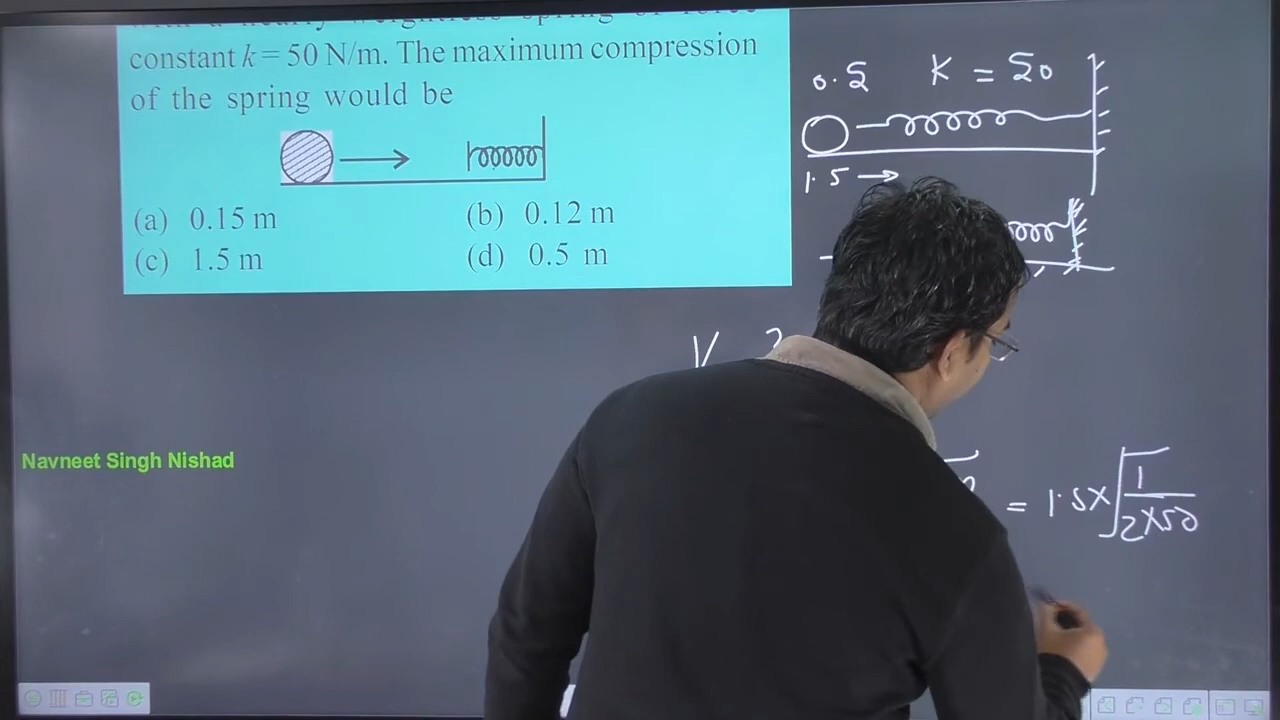 constant k = 50 N/m. The maximum compression
of the spring would be
(a) 0.15 m
(b) 0.12 m
(c) 1.5 m
(d) 0.5 m
0.5 K = 50
1.5 →
= 1.5 × √1/2×50
Navneet Singh Nishad